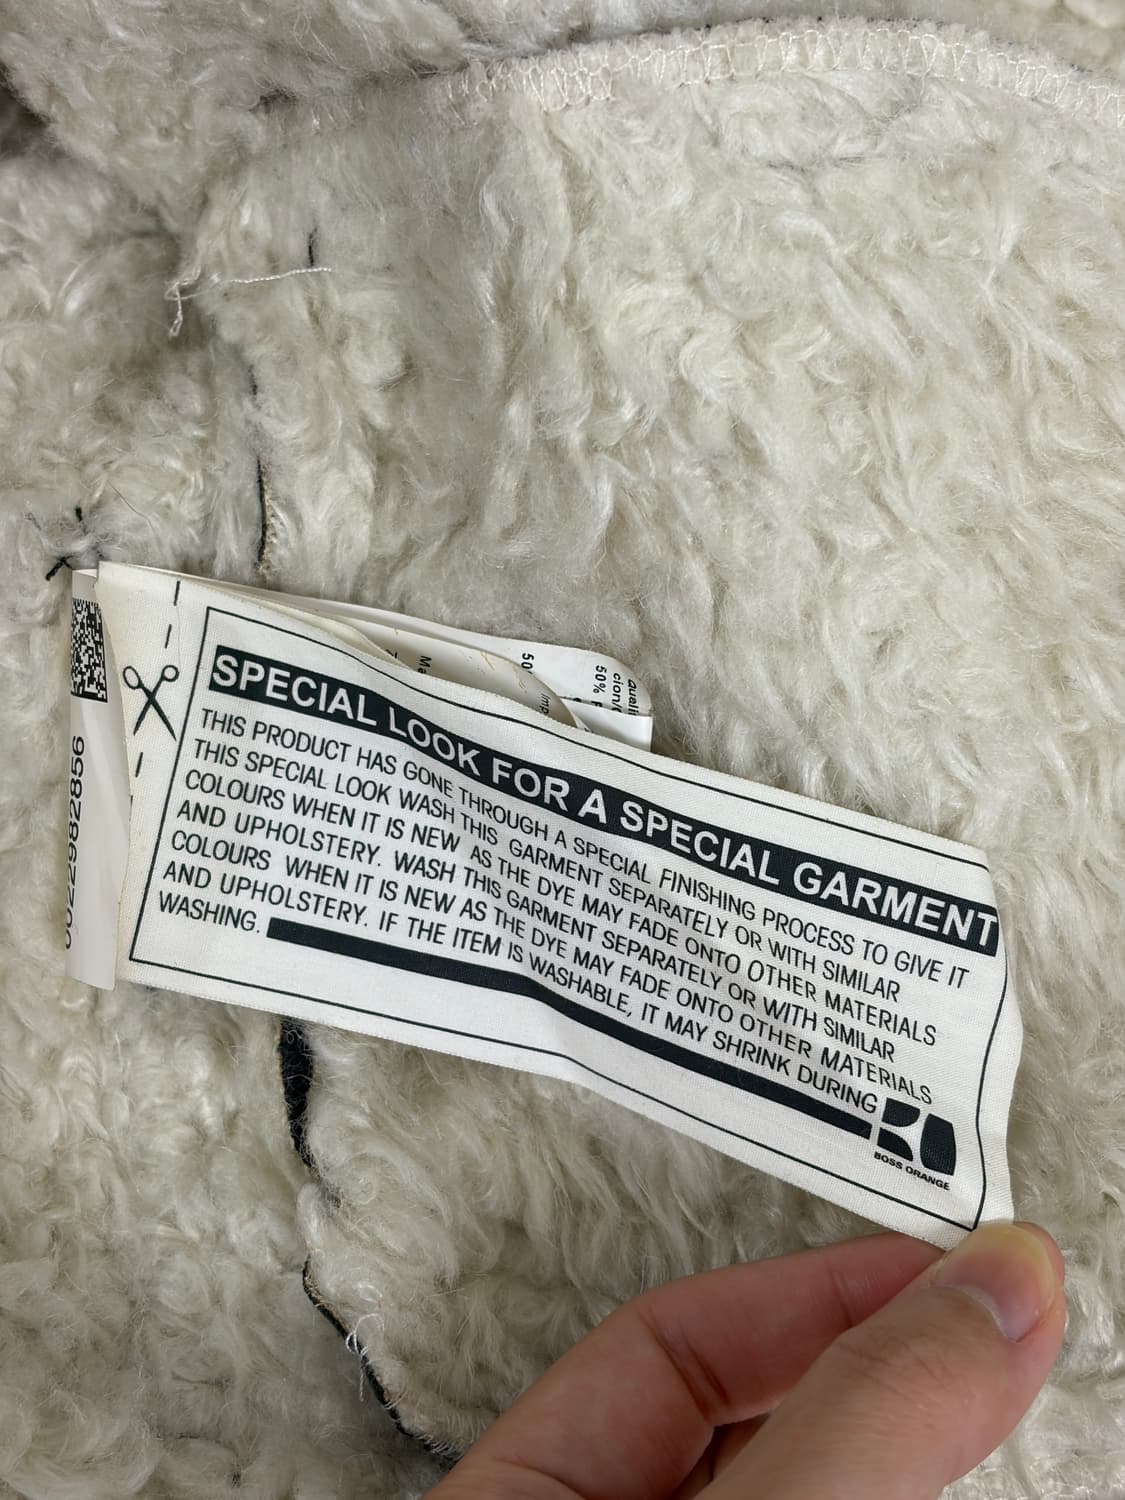 SPECIAL LOOK FOR A SPECIAL GARMENT
THIS PRODUCT HAS GONE THROUGH A SPECIAL FINISHING PROCESS TO GIVE IT
THIS SPECIAL LOOK WASH THIS GARMENT SEPARATELY OR WITH SIMILAR
COLOURS WHEN IT IS NEW AS THE DYE MAY FADE ONTO OTHER MATERIALS
AND UPHOLSTERY. WASH THIS GARMENT SEPARATELY OR WITH SIMILAR
COLOURS WHEN IT IS NEW AS THE DYE MAY FADE ONTO OTHER MATERIALS
AND UPHOLSTERY. IF THE ITEM IS WASHABLE, IT MAY SHRINK DURING
WASHING.
BOSS ORANGE
50%